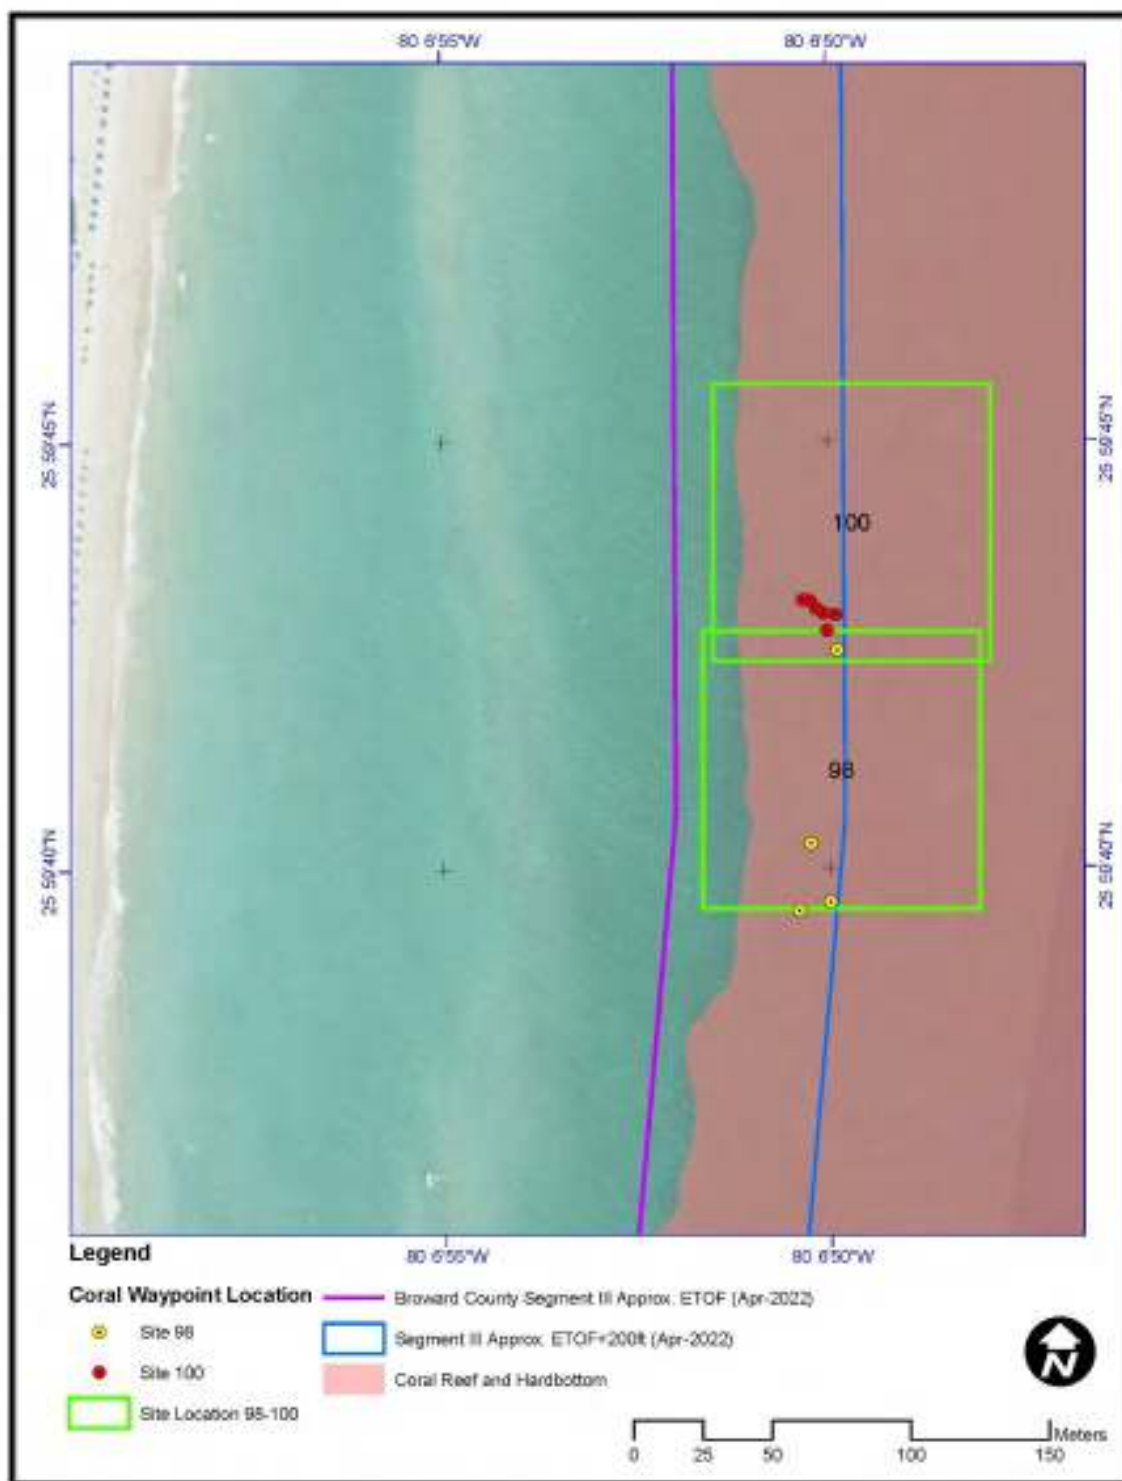 80 6'55"W 80 6'50"W
25 59'45"N 25 59'45"N
100
98
25 59'40"N 25 59'40"N
80 6'55"W 80 6'50"W
Legend
Coral Waypoint Location
Site 98
Site 100
Site Location 98-100
Broward County Segment III Approx. ETOF (Apr-2022)
Segment III Approx. ETOF+200ft (Apr-2022)
Coral Reef and Hardbottom
N
Meters
0 25 50 100 150